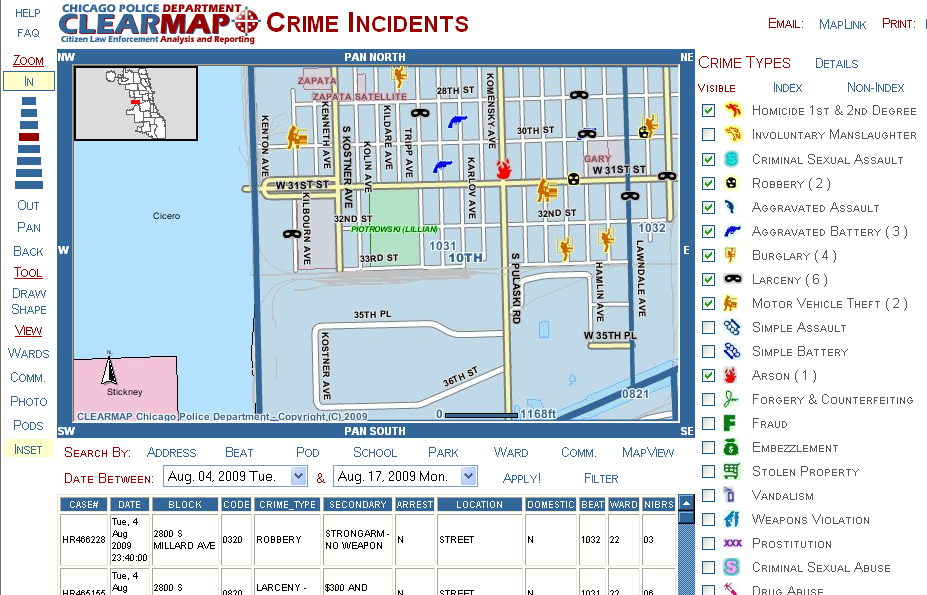 HELP
FAQ
ZOOM
IN
OUT
PAN
BACK
TOOL
DRAW
SHAPE
VIEW
WARDS
COMM.
PHOTO
PODS
INSET
CHICAGO POLICE DEPARTMENT
CLEARMAP
Citizen Law Enforcement Analysis and Reporting
CRIME INCIDENTS
EMAIL: MAPLINK PRINT:
NW PAN NORTH NE
ZAPATA
ZAPATA SATELLITE
28TH ST
KOMENSKY AVE
30TH ST
KENTON AVE
KENNETH AVE
S KOSTNER AVE
KILDARE AVE
KOLIN AVE
TRIPP AVE
KARLOV AVE
GARY
W 31ST ST
W 31ST ST
Cicero
KILBOURN AVE
32ND ST
32ND ST
PIOTROWSKI (LILLIAN)
1031
10TH
1032
33RD ST
W
E
S PULASKI RD
HAMLIN AVE
LAWNDALE AVE
35TH PL
W 35TH PL
KOSTNER AVE
36TH ST
N
Stickney
0821
CLEARMAP Chicago Police Department - Copyright (C) 2009
0 1168ft
SW PAN SOUTH SE
CRIME TYPES DETAILS
VISIBLE INDEX NON-INDEX
HOMICIDE 1ST & 2ND DEGREE
INVOLUNTARY MANSLAUGHTER
CRIMINAL SEXUAL ASSAULT
ROBBERY ( 2 )
AGGRAVATED ASSAULT
AGGRAVATED BATTERY ( 3 )
BURGLARY ( 4 )
LARCENY ( 6 )
MOTOR VEHICLE THEFT ( 2 )
SIMPLE ASSAULT
SIMPLE BATTERY
ARSON ( 1 )
FORGERY & COUNTERFEITING
F FRAUD
$ EMBEZZLEMENT
STOLEN PROPERTY
VANDALISM
WEAPONS VIOLATION
XXX PROSTITUTION
S CRIMINAL SEXUAL ABUSE
DRUG ABUSE
SEARCH BY: ADDRESS BEAT POD SCHOOL PARK WARD COMM. MAPVIEW
DATE BETWEEN: Aug. 04, 2009 Tue. & Aug. 17, 2009 Mon. APPLY! FILTER
CASE# DATE BLOCK CODE CRIME_TYPE SECONDARY ARREST LOCATION DOMESTIC BEAT WARD NIBRS
HR466228 Tue, 4 Aug 2009 23:40:00 2800 S MILLARD AVE 0320 ROBBERY STRONGARM - NO WEAPON N STREET N 1032 22 03
HR465155 Tue, 4 Aug 2800 S 0820 LARCENY - $300 AND N STREET N 1031 22 06